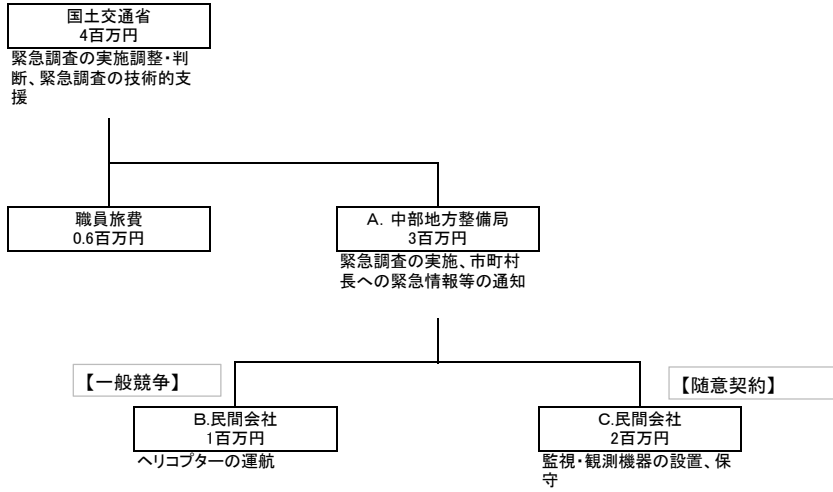 国土交通省
4百万円
緊急調査の実施調整・判
断、緊急調査の技術的支
援
職員旅費
0.6百万円
A. 中部地方整備局
3百万円
緊急調査の実施、市町村
長への緊急情報等の通知
【一般競争】
【随意契約】
B.民間会社
1百万円
ヘリコプターの運航
C.民間会社
2百万円
監視・観測機器の設置、保
守